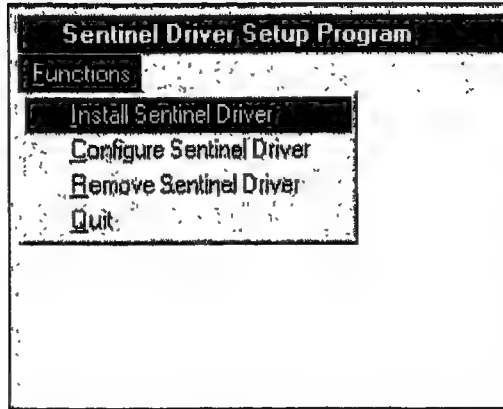 Sentinel Driver Setup Program
Functions
Install Sentinel Driver
Configure Sentinel Driver
Remove Sentinel Driver
Quit